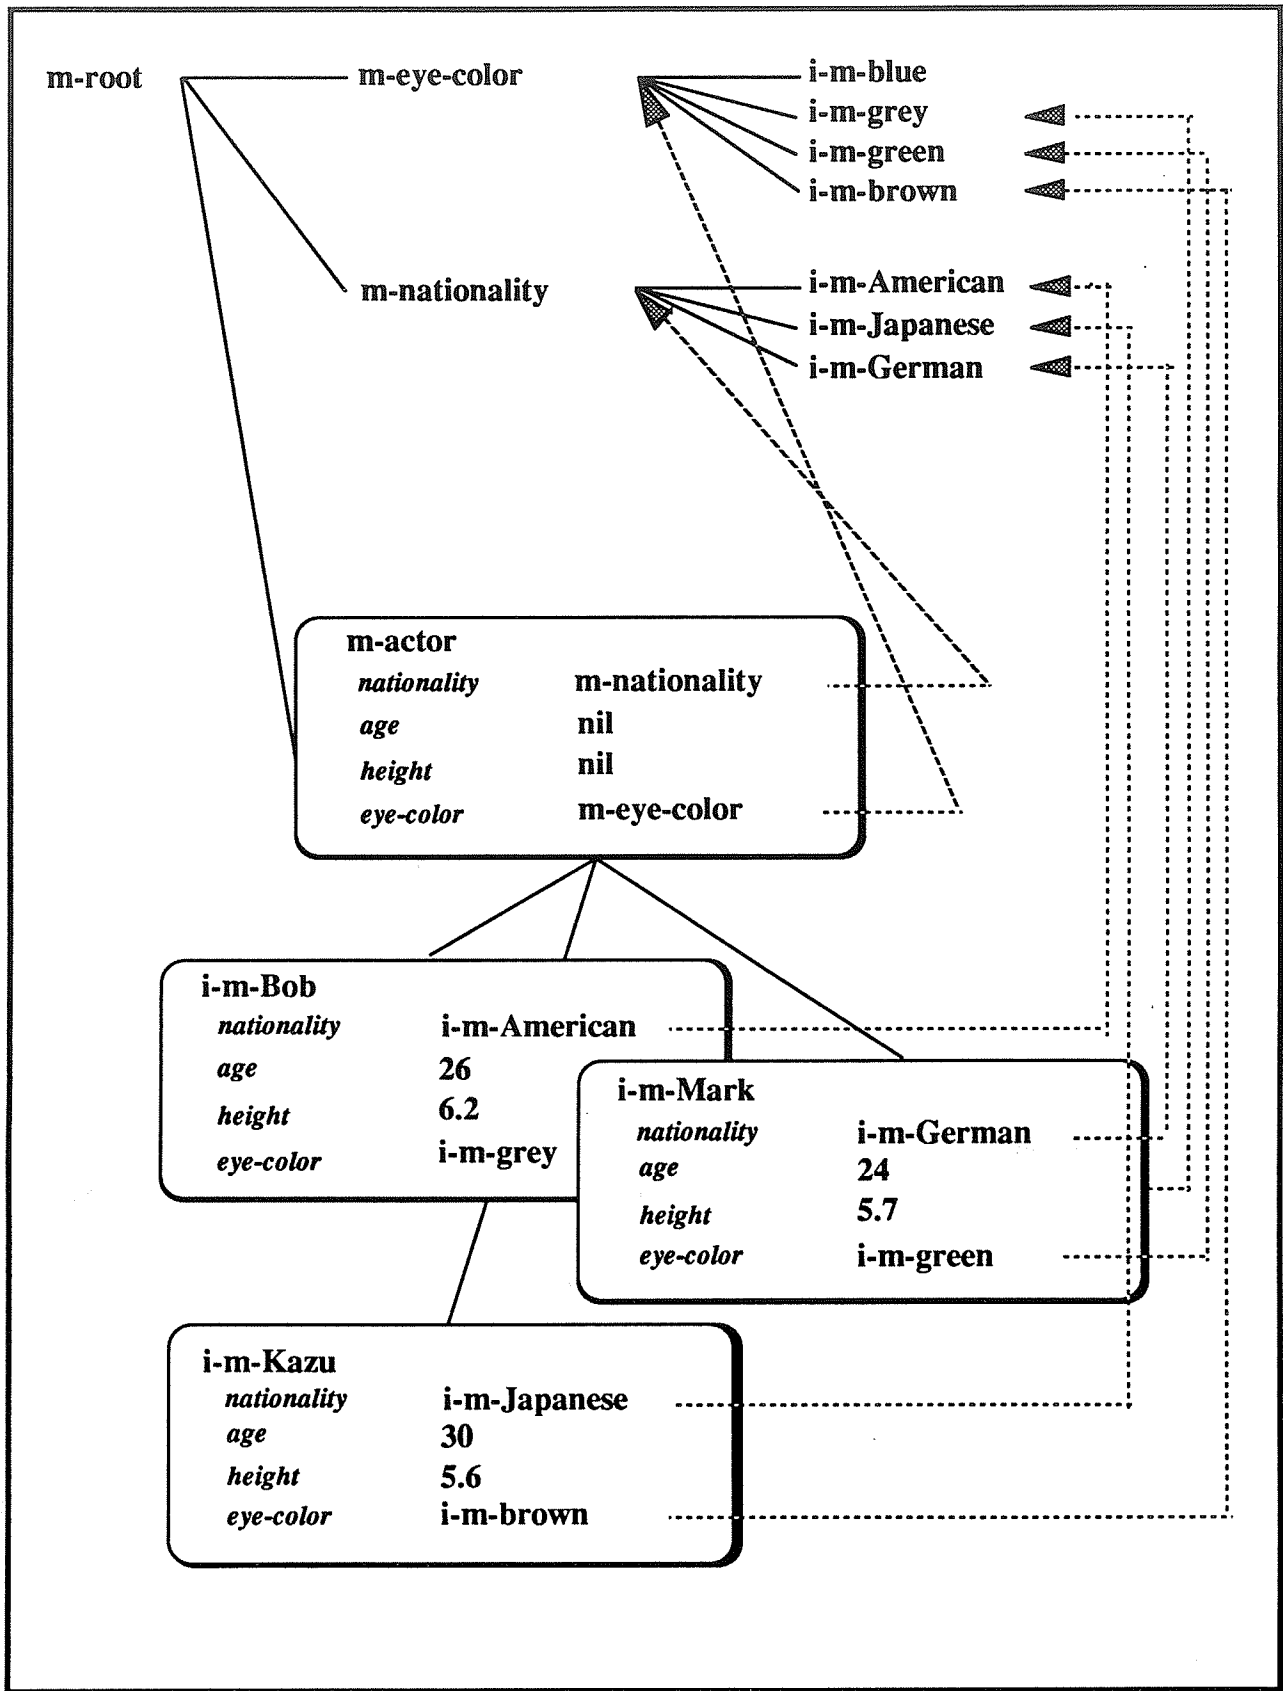 m-root
m-eye-color
i-m-blue
i-m-grey
i-m-green
i-m-brown
m-nationality
i-m-American
i-m-Japanese
i-m-German
m-actor
nationality m-nationality
age nil
height nil
eye-color m-eye-color
i-m-Bob
nationality i-m-American
age 26
height 6.2
eye-color i-m-grey
i-m-Mark
nationality i-m-German
age 24
height 5.7
eye-color i-m-green
i-m-Kazu
nationality i-m-Japanese
age 30
height 5.6
eye-color i-m-brown